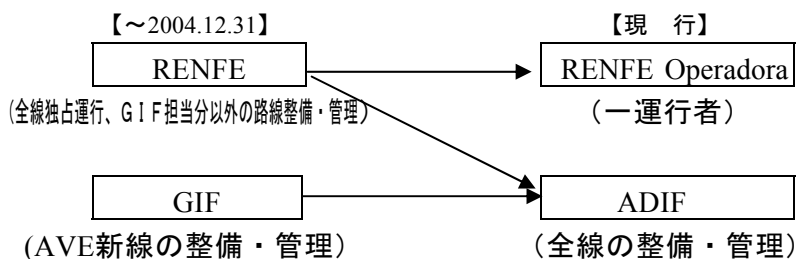 【～2004.12.31】 【現　行】
RENFE RENFE Operadora
(全線独占運行、ＧＩＦ担当分以外の路線整備・管理) (一運行者)
GIF ADIF
(AVE新線の整備・管理) (全線の整備・管理)